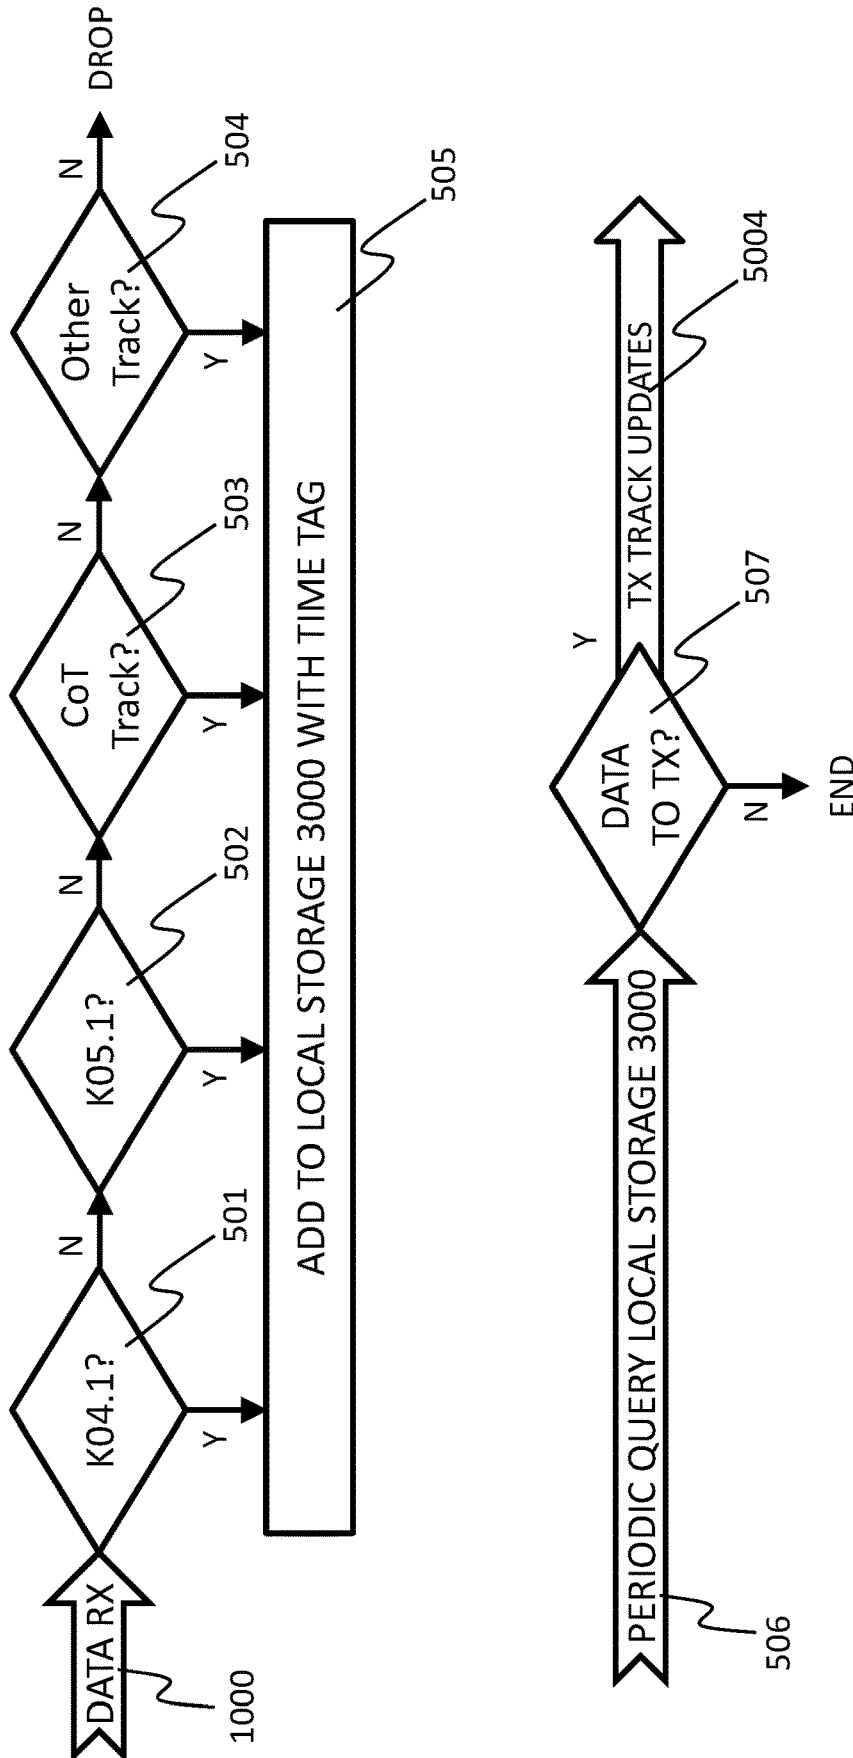 DATA RX
1000
K04.1?
501
N
Y
K05.1?
502
N
Y
CoT
Track?
503
N
Y
Other
Track?
504
N
Y
DROP
ADD TO LOCAL STORAGE 3000 WITH TIME TAG
505
PERIODIC QUERY LOCAL STORAGE 3000
506
DATA
TO TX?
507
Y
N
END
TX TRACK UPDATES
5004